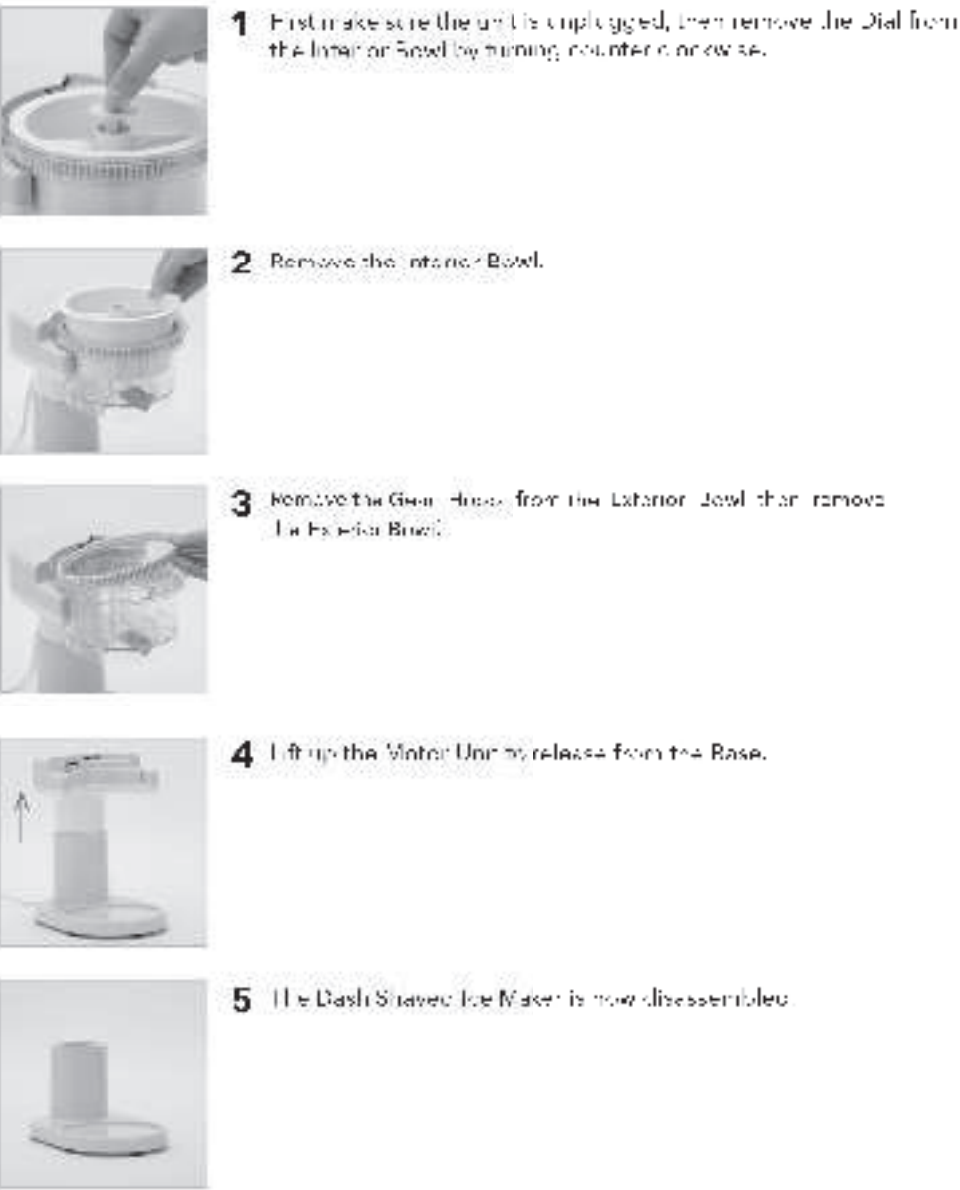 1 First make sure the unit is unplugged, then remove the Dial from
the Interior Bowl by turning counter clockwise.
2 Remove the Interior Bowl.
3 Remove the Gear from the Exterior Bowl then remove
the Exterior Bowl.
4 Lift up the Motor Unit to release from the Base.
5 The Dash Shaved Ice Maker is now disassembled